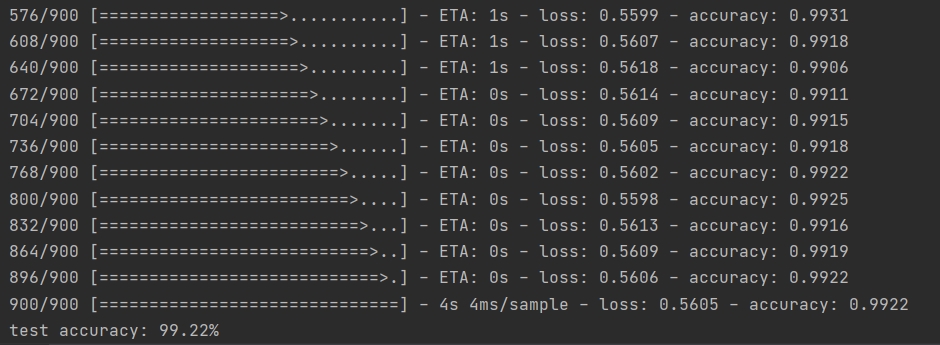 576/900 [==================>...........] - ETA: 1s - loss: 0.5599 - accuracy: 0.9931
608/900 [===================>..........] - ETA: 1s - loss: 0.5607 - accuracy: 0.9918
640/900 [====================>.........] - ETA: 1s - loss: 0.5618 - accuracy: 0.9906
672/900 [=====================>........] - ETA: 0s - loss: 0.5614 - accuracy: 0.9911
704/900 [======================>.......] - ETA: 0s - loss: 0.5609 - accuracy: 0.9915
736/900 [=======================>......] - ETA: 0s - loss: 0.5605 - accuracy: 0.9918
768/900 [========================>.....] - ETA: 0s - loss: 0.5602 - accuracy: 0.9922
800/900 [=========================>....] - ETA: 0s - loss: 0.5598 - accuracy: 0.9925
832/900 [==========================>...] - ETA: 0s - loss: 0.5613 - accuracy: 0.9916
864/900 [===========================>..] - ETA: 0s - loss: 0.5609 - accuracy: 0.9919
896/900 [============================>.] - ETA: 0s - loss: 0.5606 - accuracy: 0.9922
900/900 [==============================] - 4s 4ms/sample - loss: 0.5605 - accuracy: 0.9922
test accuracy: 99.22%